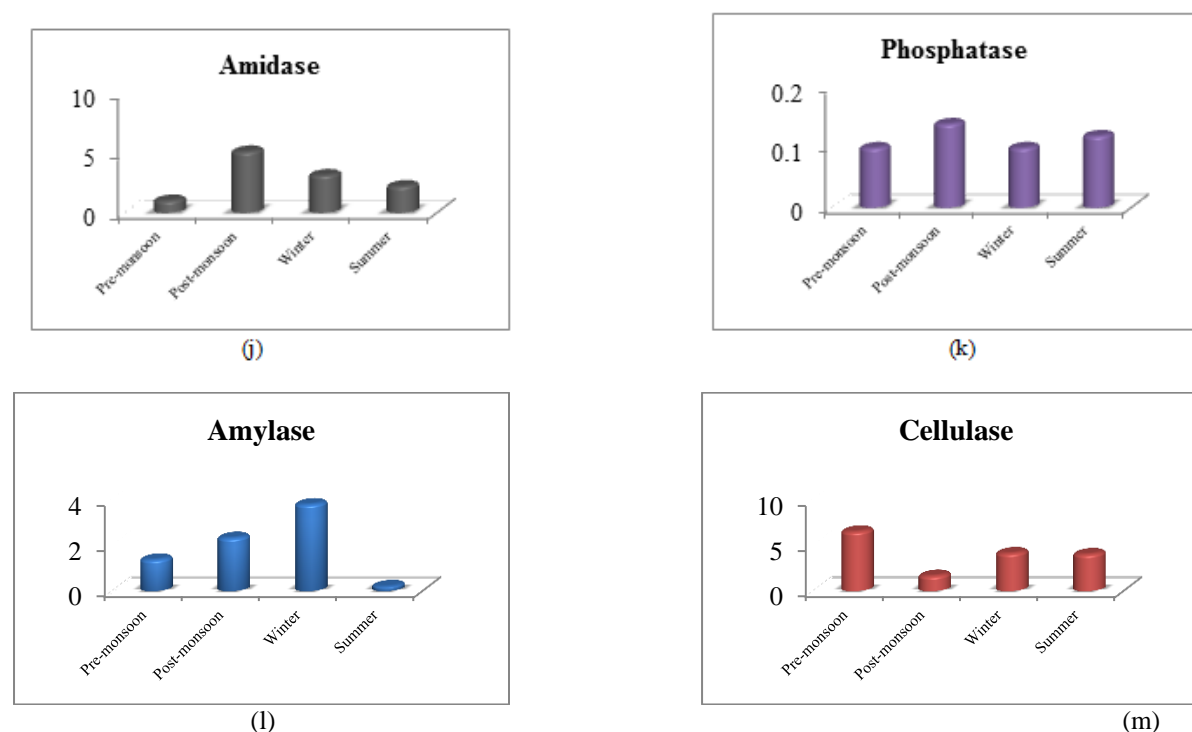 Amidase
10
5
0
Pre-monsoon
Post-monsoon
Winter
Summer
(j)
Phosphatase
0.2
0.1
0
Pre-monsoon
Post-monsoon
Winter
Summer
(k)
Amylase
4
2
0
Pre-monsoon
Post-monsoon
Winter
Summer
(l)
Cellulase
10
5
0
Pre-monsoon
Post-monsoon
Winter
Summer
(m)